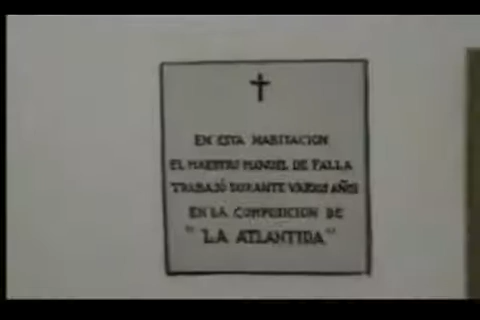 EN ESTA HABITACION
EL MAESTRO MANUEL DE FALLA
TRABAJÓ DURANTE VARIOS AÑOS
EN LA COMPOSICION DE
"LA ATLANTIDA"